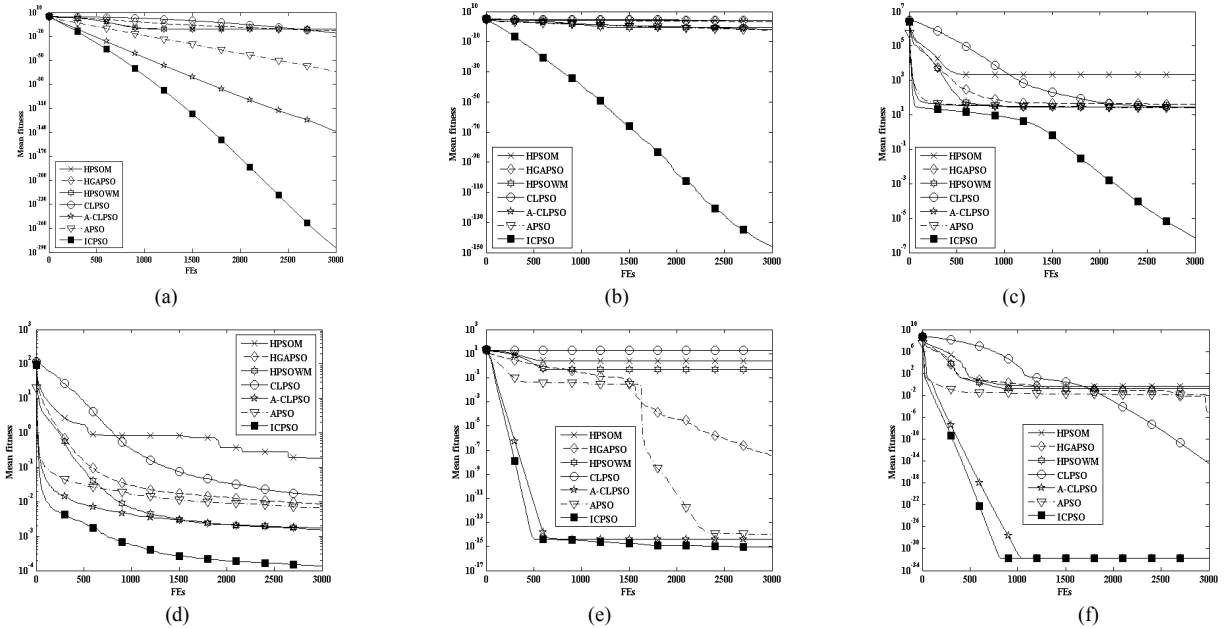 10^10
10^-20
10^-50
10^-80
10^-110
10^-140
10^-170
10^-200
10^-230
10^-260
10^-290
Mean fitness
HPSOM
HGAPSO
HPSOWM
CLPSO
A-CLPSO
APSO
ICPSO
0 500 1000 1500 2000 2500 3000
FEs
(a)
10^10
10^-10
10^-30
10^-50
10^-70
10^-90
10^-110
10^-130
10^-150
Mean fitness
HPSOM
HGAPSO
HPSOWM
CLPSO
A-CLPSO
APSO
ICPSO
0 500 1000 1500 2000 2500 3000
FEs
(b)
10^7
10^5
10^3
10^1
10^-1
10^-3
10^-5
10^-7
Mean fitness
HPSOM
HGAPSO
HPSOWM
CLPSO
A-CLPSO
APSO
ICPSO
0 500 1000 1500 2000 2500 3000
FEs
(c)
10^3
10^2
10^1
10^0
10^-1
10^-2
10^-3
10^-4
Mean fitness
HPSOM
HGAPSO
HPSOWM
CLPSO
A-CLPSO
APSO
ICPSO
0 500 1000 1500 2000 2500 3000
FEs
(d)
10^3
10^1
10^-1
10^-3
10^-5
10^-7
10^-9
10^-11
10^-13
10^-15
10^-17
Mean fitness
HPSOM
HGAPSO
HPSOWM
CLPSO
A-CLPSO
APSO
ICPSO
0 500 1000 1500 2000 2500 3000
FEs
(e)
10^10
10^6
10^2
10^-2
10^-6
10^-10
10^-14
10^-18
10^-22
10^-26
10^-30
10^-34
Mean fitness
HPSOM
HGAPSO
HPSOWM
CLPSO
A-CLPSO
APSO
ICPSO
0 500 1000 1500 2000 2500 3000
FEs
(f)